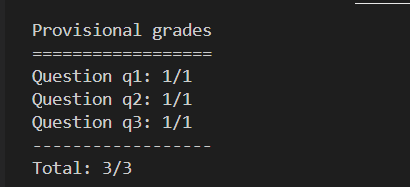 Provisional grades
==================
Question q1: 1/1
Question q2: 1/1
Question q3: 1/1
------------------
Total: 3/3